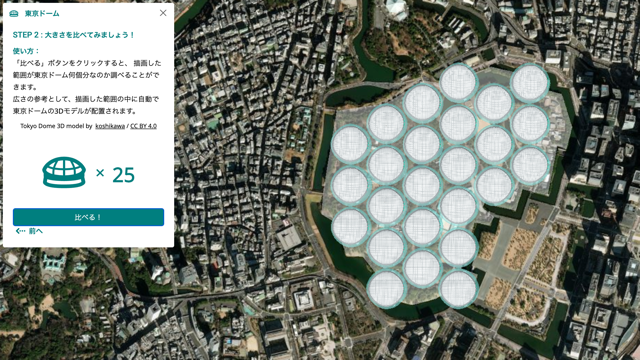 東京ドーム
STEP 2 : 大きさを比べてみましょう！
使い方：
「比べる」ボタンをクリックすると、描画した
範囲が東京ドーム何個分なのか調べることがで
きます。
広さの参考として、描画した範囲の中に自動で
東京ドームの3Dモデルが配置されます。
Tokyo Dome 3D model by koshikawa / CC BY 4.0
× 25
比べる！
前へ